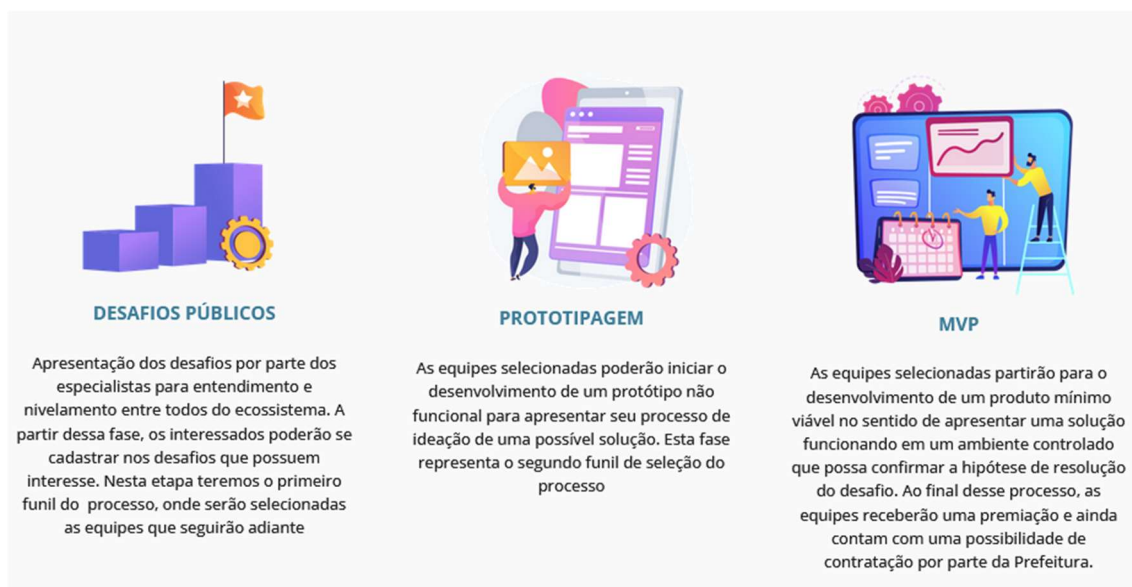 DESAFIOS PÚBLICOS
Apresentação dos desafios por parte dos
especialistas para entendimento e
nivelamento entre todos do ecossistema. A
partir dessa fase, os interessados poderão se
cadastrar nos desafios que possuem
interesse. Nesta etapa teremos o primeiro
funil do processo, onde serão selecionadas
as equipes que seguirão adiante
PROTOTIPAGEM
As equipes selecionadas poderão iniciar o
desenvolvimento de um protótipo não
funcional para apresentar seu processo de
ideação de uma possível solução. Esta fase
representa o segundo funil de seleção do
processo
MVP
As equipes selecionadas partirão para o
desenvolvimento de um produto mínimo
viável no sentido de apresentar uma solução
funcionando em um ambiente controlado
que possa confirmar a hipótese de resolução
do desafio. Ao final desse processo, as
equipes receberão uma premiação e ainda
contam com uma possibilidade de
contratação por parte da Prefeitura.